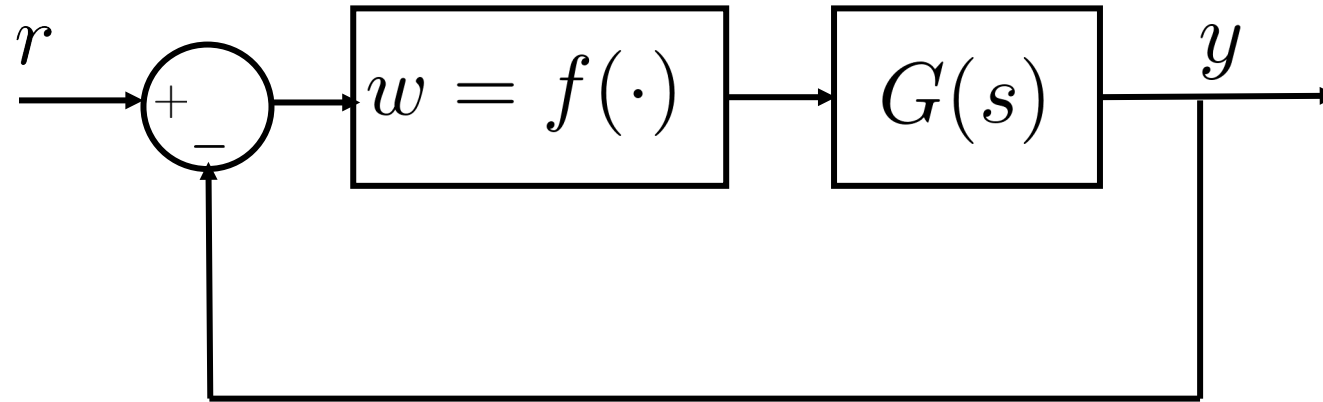 r
+
−
w = f(·)
G(s)
y